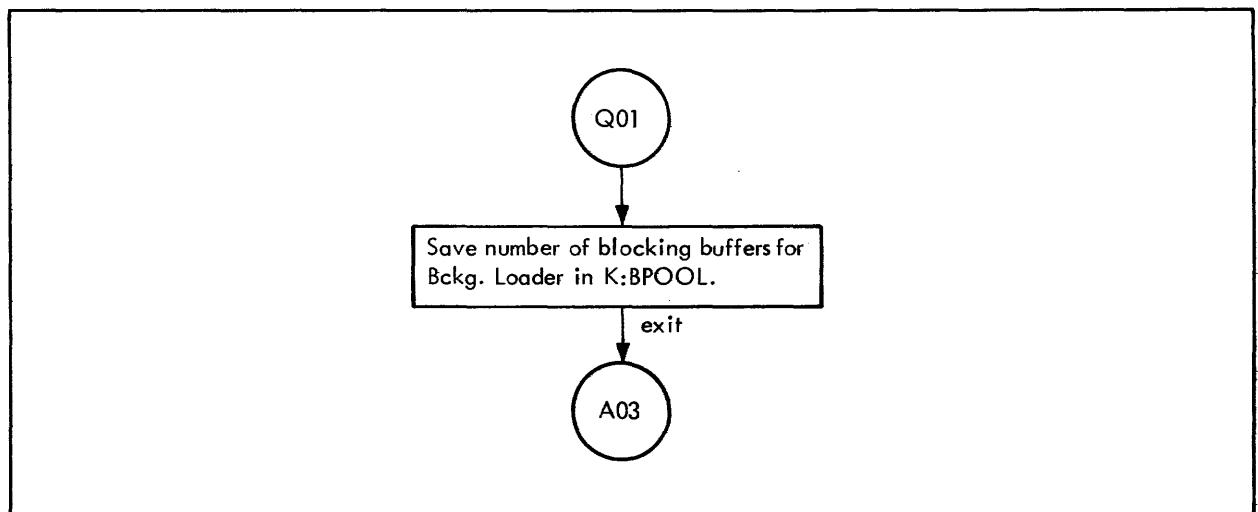 Q01
Save number of blocking buffers for
Bckg. Loader in K:BPOOL.
exit
A03